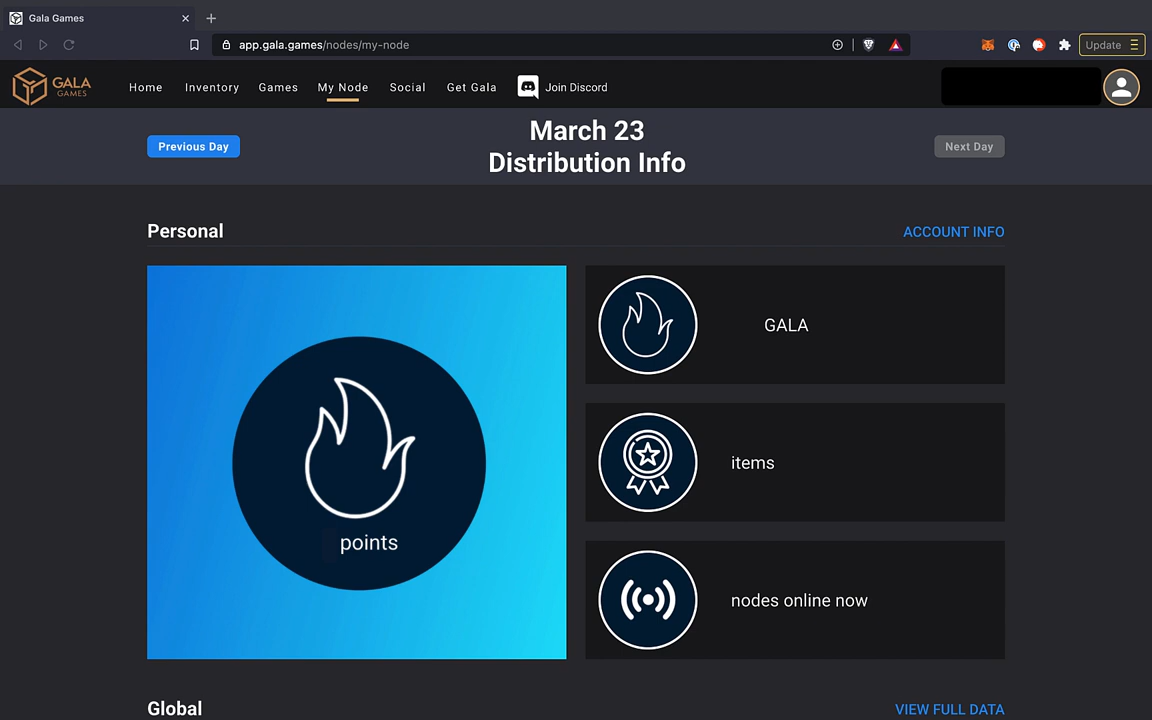 Gala Games
app.gala.games/nodes/my-node
Update
GALA
GAMES
Home
Inventory
Games
My Node
Social
Get Gala
Join Discord
Previous Day
March 23
Distribution Info
Next Day
Personal
ACCOUNT INFO
points
GALA
items
nodes online now
Global
VIEW FULL DATA